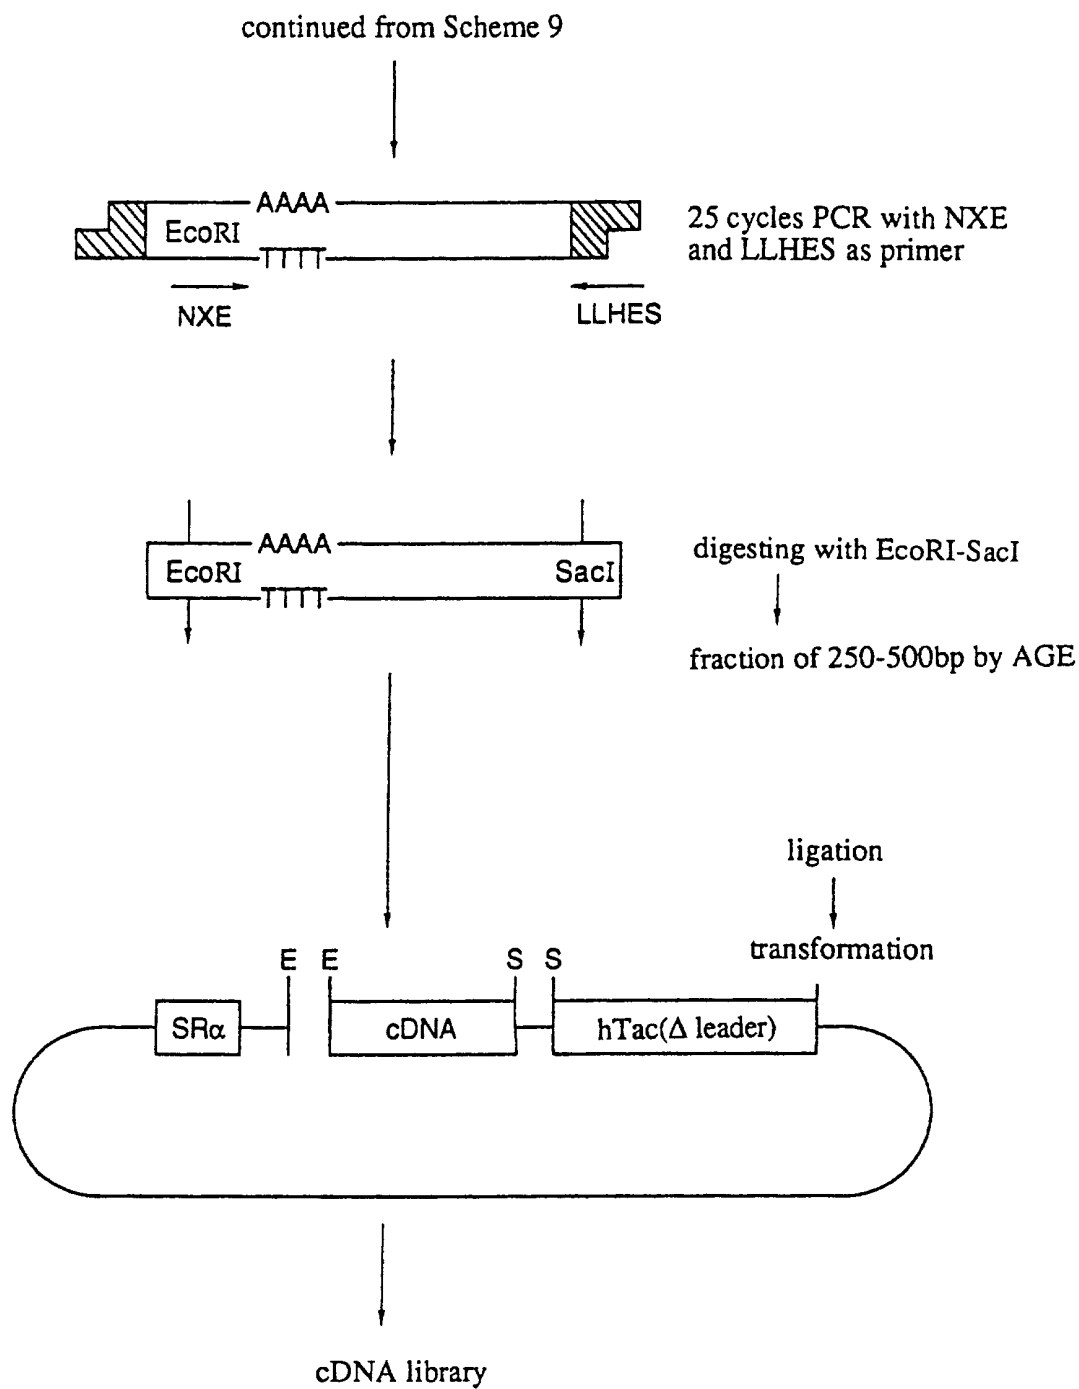 continued from Scheme 9
AAAA
EcoRI
TTTT
NXE
LLHES
25 cycles PCR with NXE
and LLHES as primer
AAAA
EcoRI
SacI
TTTT
digesting with EcoRI-SacI
fraction of 250-500bp by AGE
ligation
transformation
E E S S
SRα
cDNA
hTac(Δ leader)
cDNA library